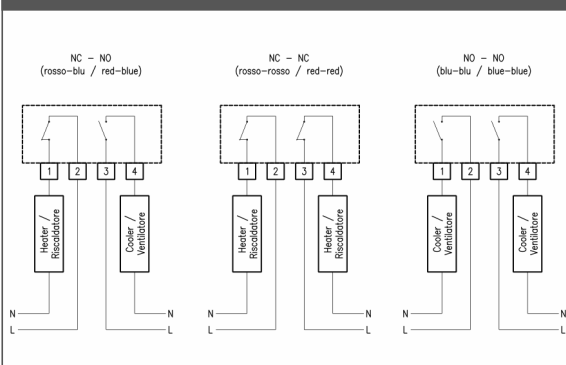 NC – NO
(rosso-blu / red-blue)
1 2 3 4
Heater /
Riscaldatore
Cooler /
Ventilatore
N N
L L
NC – NC
(rosso-rosso / red-red)
1 2 3 4
Heater /
Riscaldatore
Heater /
Riscaldatore
N N
L L
NO – NO
(blu-blu / blue-blue)
1 2 3 4
Cooler /
Ventilatore
Cooler /
Ventilatore
N N
L L